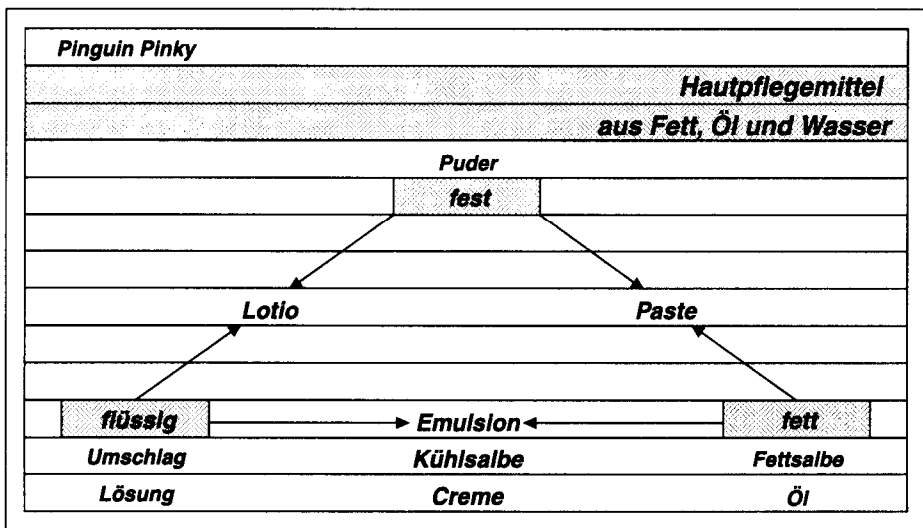 Pinguin Pinky
Hautpflegemittel
aus Fett, Öl und Wasser
Puder
fest
Lotio Paste
flüssig Emulsion fett
Umschlag Kühlsalbe Fettsalbe
Lösung Creme Öl